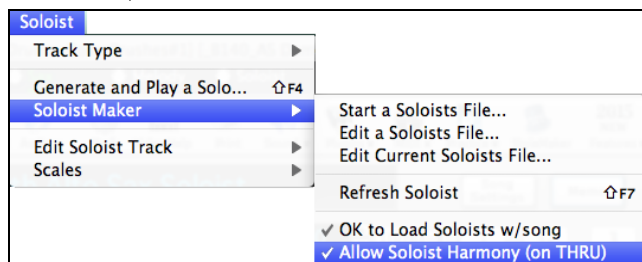 Soloist
Track Type
Generate and Play a Solo... ⇧F4
Soloist Maker
Edit Soloist Track
Scales
Start a Soloists File...
Edit a Soloists File...
Edit Current Soloists File...
Refresh Soloist ⇧F7
✓ OK to Load Soloists w/song
✓ Allow Soloist Harmony (on THRU)